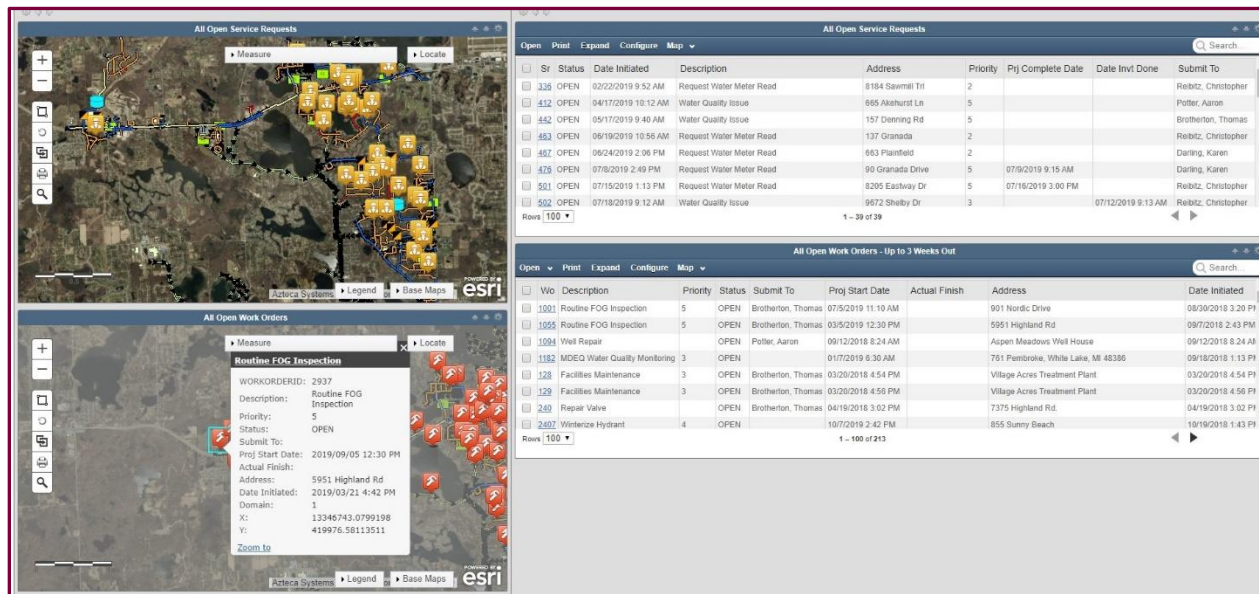 All Open Service Requests
Measure
Locate
Azteca Systems
Legend
Base Maps
POWERED BY
esri
All Open Work Orders
Measure
Locate
Routine FOG Inspection
WORKORDERID: 2937
Description: Routine FOG
Inspection
Priority: 5
Status: OPEN
Submit To:
Proj Start Date: 2019/09/05 12:30 PM
Actual Finish:
Address: 5951 Highland Rd
Date Initiated: 2019/03/21 4:42 PM
Domain: 1
X: 13346743.0799198
Y: 419976.58113511
Zoom to
Azteca Systems
Legend
Base Maps
POWERED BY
esri
All Open Service Requests
Open Print Expand Configure Map Search...
Sr Status Date Initiated Description Address Priority Prj Complete Date Date Invt Done Submit To
336 OPEN 02/22/2019 9:52 AM Request Water Meter Read 8184 Sawmill Trl 2 Reibitz, Christopher
412 OPEN 04/17/2019 10:12 AM Water Quality Issue 665 Akehurst Ln 5 Potter, Aaron
442 OPEN 05/17/2019 9:40 AM Water Quality Issue 157 Denning Rd 5 Brotherton, Thomas
463 OPEN 06/19/2019 10:56 AM Request Water Meter Read 137 Granada 2 Reibitz, Christopher
467 OPEN 06/24/2019 2:06 PM Request Water Meter Read 663 Plainfield 2 Darling, Karen
476 OPEN 07/8/2019 2:49 PM Request Water Meter Read 90 Granada Drive 5 07/9/2019 9:15 AM Darling, Karen
501 OPEN 07/15/2019 1:13 PM Request Water Meter Read 8205 Eastway Dr 5 07/16/2019 3:00 PM Reibitz, Christopher
502 OPEN 07/18/2019 9:12 AM Water Quality Issue 9672 Shelby Dr 3 07/12/2019 9:13 AM Reibitz, Christopher
Rows 100 1 – 39 of 39
All Open Work Orders - Up to 3 Weeks Out
Open Print Expand Configure Map Search...
Wo Description Priority Status Submit To Proj Start Date Actual Finish Address Date Initiated
1001 Routine FOG Inspection 5 OPEN Brotherton, Thomas 07/5/2019 11:10 AM 901 Nordic Drive 08/30/2018 3:20 PM
1055 Routine FOG Inspection 5 OPEN Brotherton, Thomas 03/5/2019 12:30 PM 5951 Highland Rd 09/7/2018 2:43 PM
1094 Well Repair OPEN Potter, Aaron 09/12/2018 8:24 AM Aspen Meadows Well House 09/12/2018 8:24 AM
1182 MDEQ Water Quality Monitoring 3 OPEN 01/7/2019 6:30 AM 761 Pembroke, White Lake, MI 48386 09/18/2018 1:13 PM
128 Facilities Maintenance 3 OPEN Brotherton, Thomas 03/20/2018 4:54 PM Village Acres Treatment Plant 03/20/2018 4:54 P
129 Facilities Maintenance 3 OPEN Brotherton, Thomas 03/20/2018 4:56 PM Village Acres Treatment Plant 03/20/2018 4:56 P
240 Repair Valve OPEN Brotherton, Thomas 04/19/2018 3:02 PM 7375 Highland Rd. 04/19/2018 3:02 P
2407 Winterize Hydrant 4 OPEN 10/7/2019 2:42 PM 855 Sunny Beach 10/19/2018 1:43 P
Rows 100 1 – 100 of 213